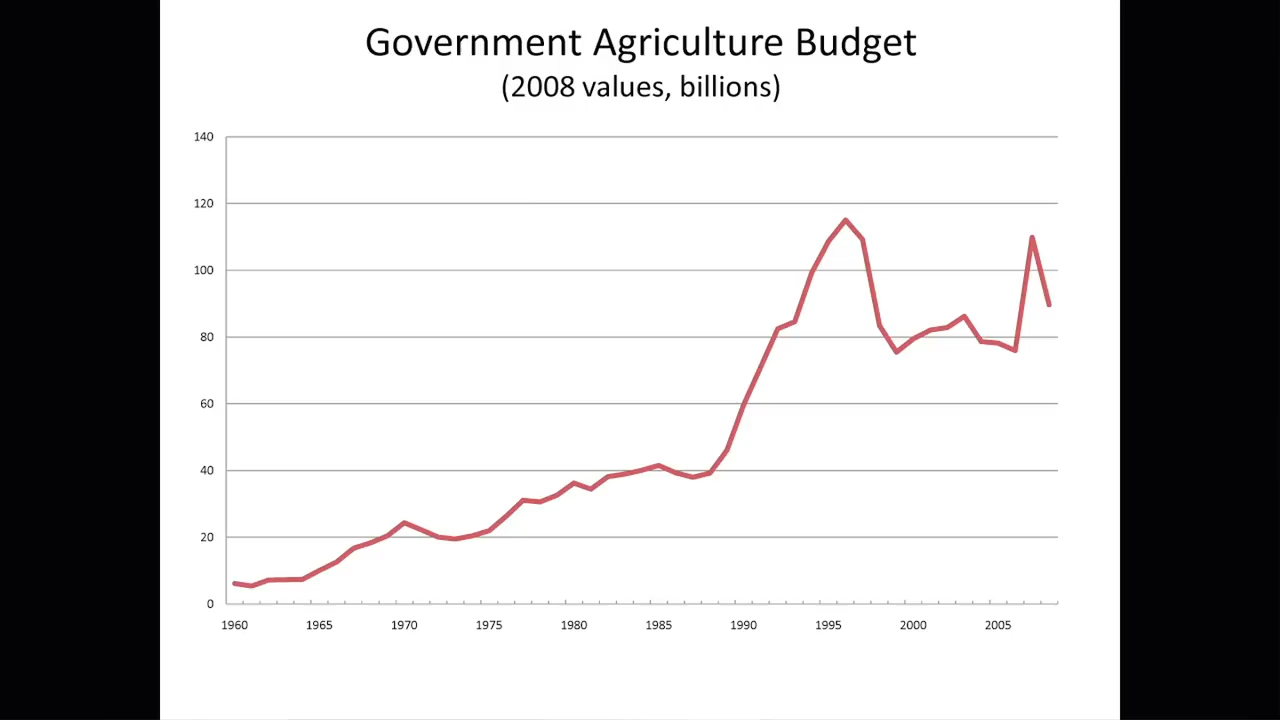 Government Agriculture Budget
(2008 values, billions)
140
120
100
80
60
40
20
0
1960 1965 1970 1975 1980 1985 1990 1995 2000 2005